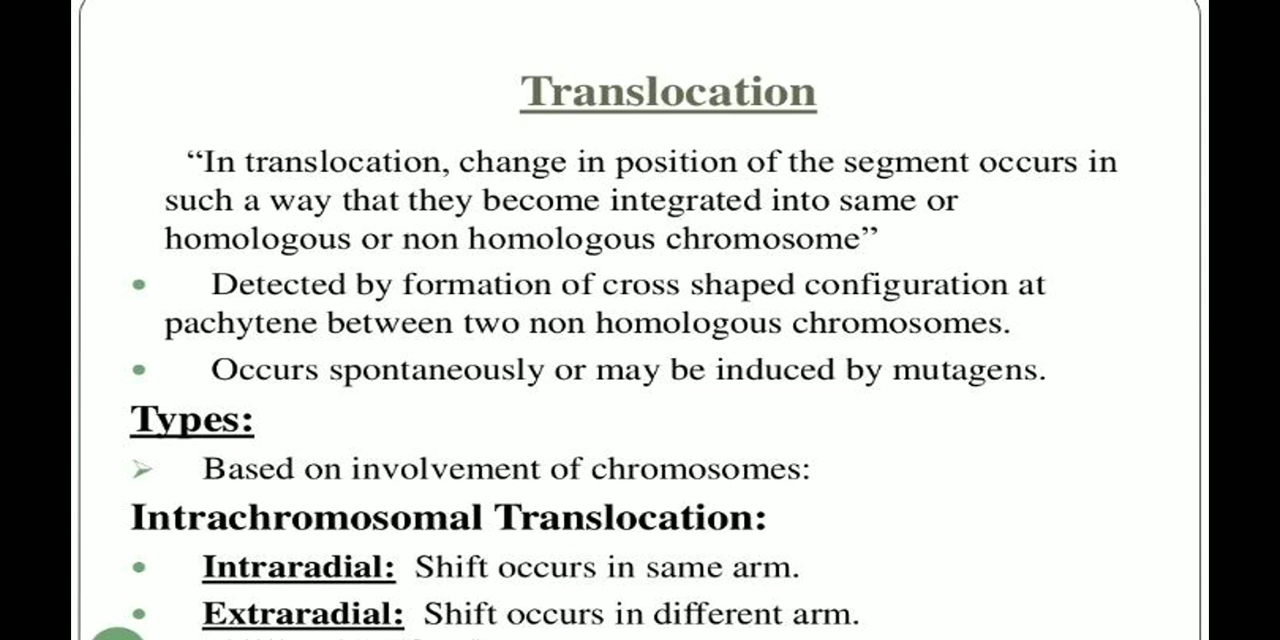 Translocation
“In translocation, change in position of the segment occurs in
such a way that they become integrated into same or
homologous or non homologous chromosome”
• Detected by formation of cross shaped configuration at
pachytene between two non homologous chromosomes.
• Occurs spontaneously or may be induced by mutagens.
Types:
➢ Based on involvement of chromosomes:
Intrachromosomal Translocation:
• Intraradial: Shift occurs in same arm.
• Extraradial: Shift occurs in different arm.